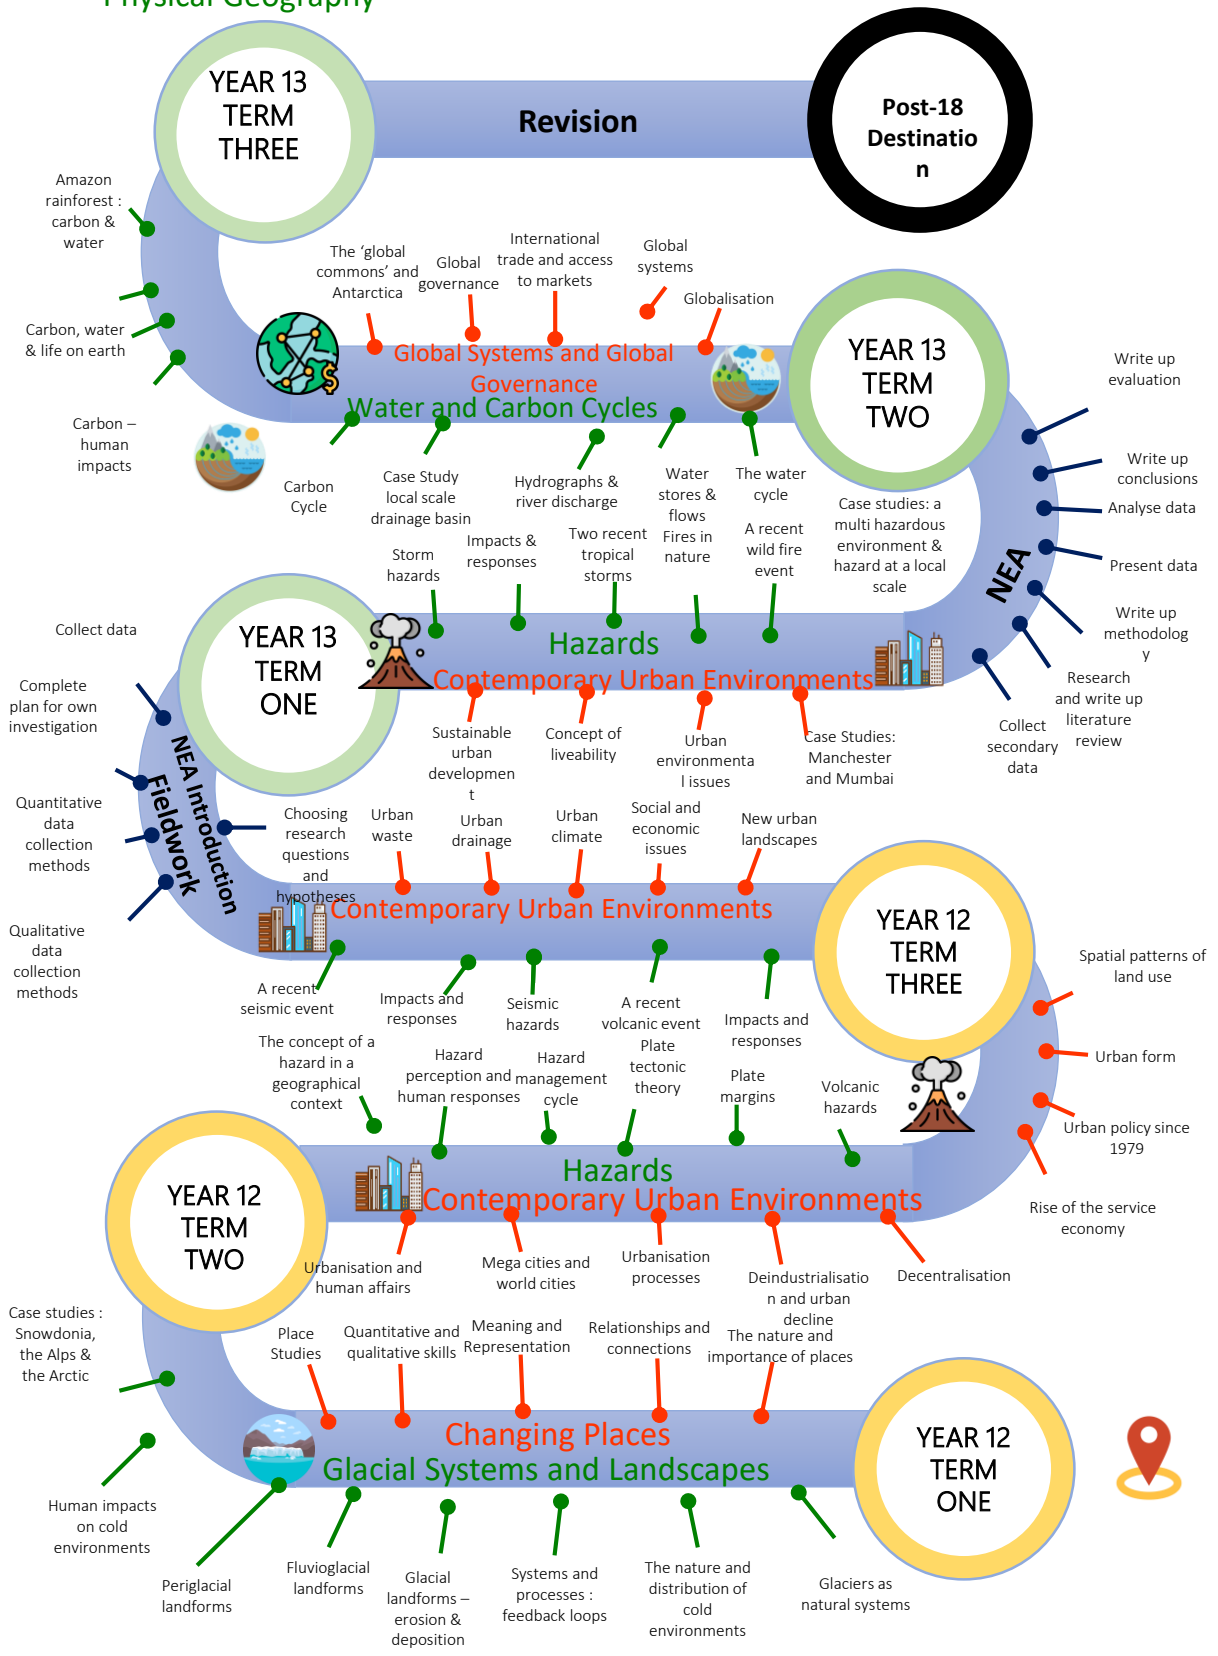 Physical Geography
YEAR 13
TERM
THREE
Revision
Post-18
Destinatio
n
Amazon
rainforest :
carbon &
water
Carbon, water
& life on earth
Carbon –
human
impacts
The ‘global
commons’ and
Antarctica
Global
governance
International
trade and access
to markets
Global
systems
Globalisation
Global Systems and Global
Governance
Water and Carbon Cycles
YEAR 13
TERM
TWO
Carbon
Cycle
Case Study
local scale
drainage basin
Hydrographs &
river discharge
Water
stores &
flows
The water
cycle
Write up
evaluation
Write up
conclusions
Analyse data
Present data
Write up
methodolog
y
Research
and write up
literature
review
Collect
secondary
data
NEA
Storm
hazards
Impacts &
responses
Two recent
tropical
storms
Fires in
nature
A recent
wild fire
event
Case studies: a
multi hazardous
environment &
hazard at a local
scale
Hazards
Contemporary Urban Environments
YEAR 13
TERM
ONE
Sustainable
urban
developmen
t
Concept of
liveability
Urban
environmenta
l issues
Case Studies:
Manchester
and Mumbai
Collect data
Complete
plan for own
investigation
Quantitative
data
collection
methods
Qualitative
data
collection
methods
NEA Introduction
Fieldwork
Choosing
research
questions
and
hypotheses
Urban
waste
Urban
drainage
Urban
climate
Social and
economic
issues
New urban
landscapes
Contemporary Urban Environments
YEAR 12
TERM
THREE
A recent
seismic event
Impacts and
responses
Seismic
hazards
A recent
volcanic event
Impacts and
responses
Spatial patterns of
land use
Urban form
Urban policy since
1979
Rise of the service
economy
The concept of a
hazard in a
geographical
context
Hazard
perception and
human responses
Hazard
management
cycle
Plate
tectonic
theory
Plate
margins
Volcanic
hazards
Hazards
Contemporary Urban Environments
YEAR 12
TERM
TWO
Urbanisation and
human affairs
Mega cities and
world cities
Urbanisation
processes
Deindustrialisatio
n and urban
decline
Decentralisation
Case studies :
Snowdonia,
the Alps &
the Arctic
Human impacts
on cold
environments
Place
Studies
Quantitative and
qualitative skills
Meaning and
Representation
Relationships and
connections
The nature and
importance of places
Changing Places
Glacial Systems and Landscapes
YEAR 12
TERM
ONE
Periglacial
landforms
Fluvioglacial
landforms
Glacial
landforms –
erosion &
deposition
Systems and
processes :
feedback loops
The nature and
distribution of
cold
environments
Glaciers as
natural systems